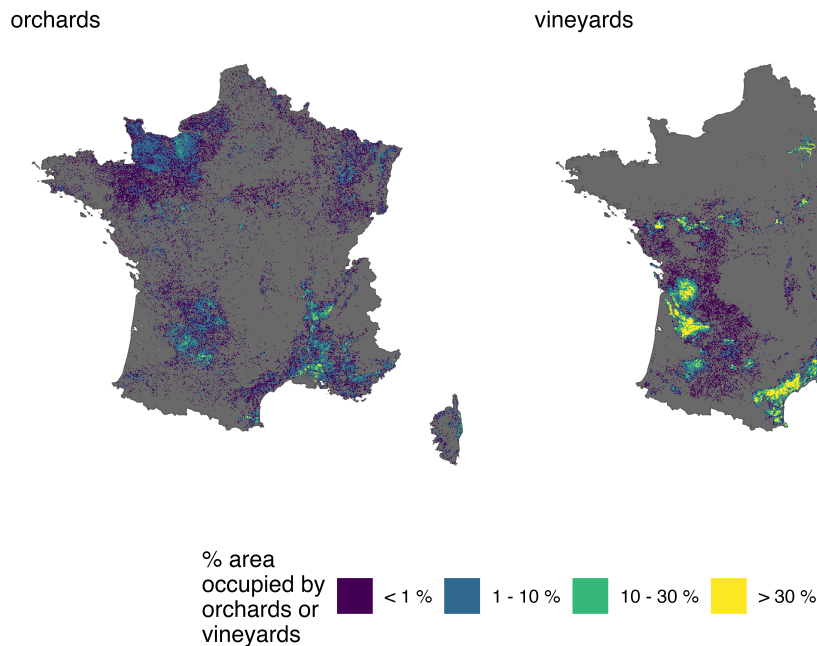 orchards
vineyards
% area
occupied by
orchards or
vineyards
< 1 %
1 - 10 %
10 - 30 %
> 30 %